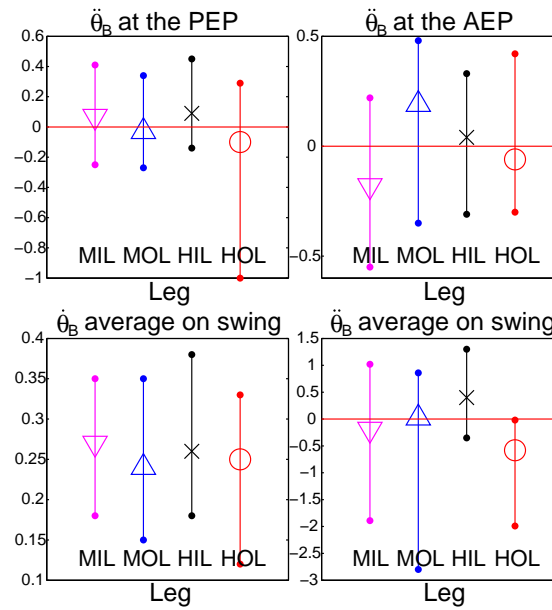 θ̈_B at the PEP
0.6
0.4
0.2
0
−0.2
−0.4
−0.6
−0.8
−1
MIL MOL HIL HOL
Leg
θ̈_B at the AEP
0.5
0
−0.5
MIL MOL HIL HOL
Leg
θ̇_B average on swing
0.4
0.35
0.3
0.25
0.2
0.15
0.1
MIL MOL HIL HOL
Leg
θ̈_B average on swing
1.5
1
0.5
0
−0.5
−1
−1.5
−2
−2.5
−3
MIL MOL HIL HOL
Leg